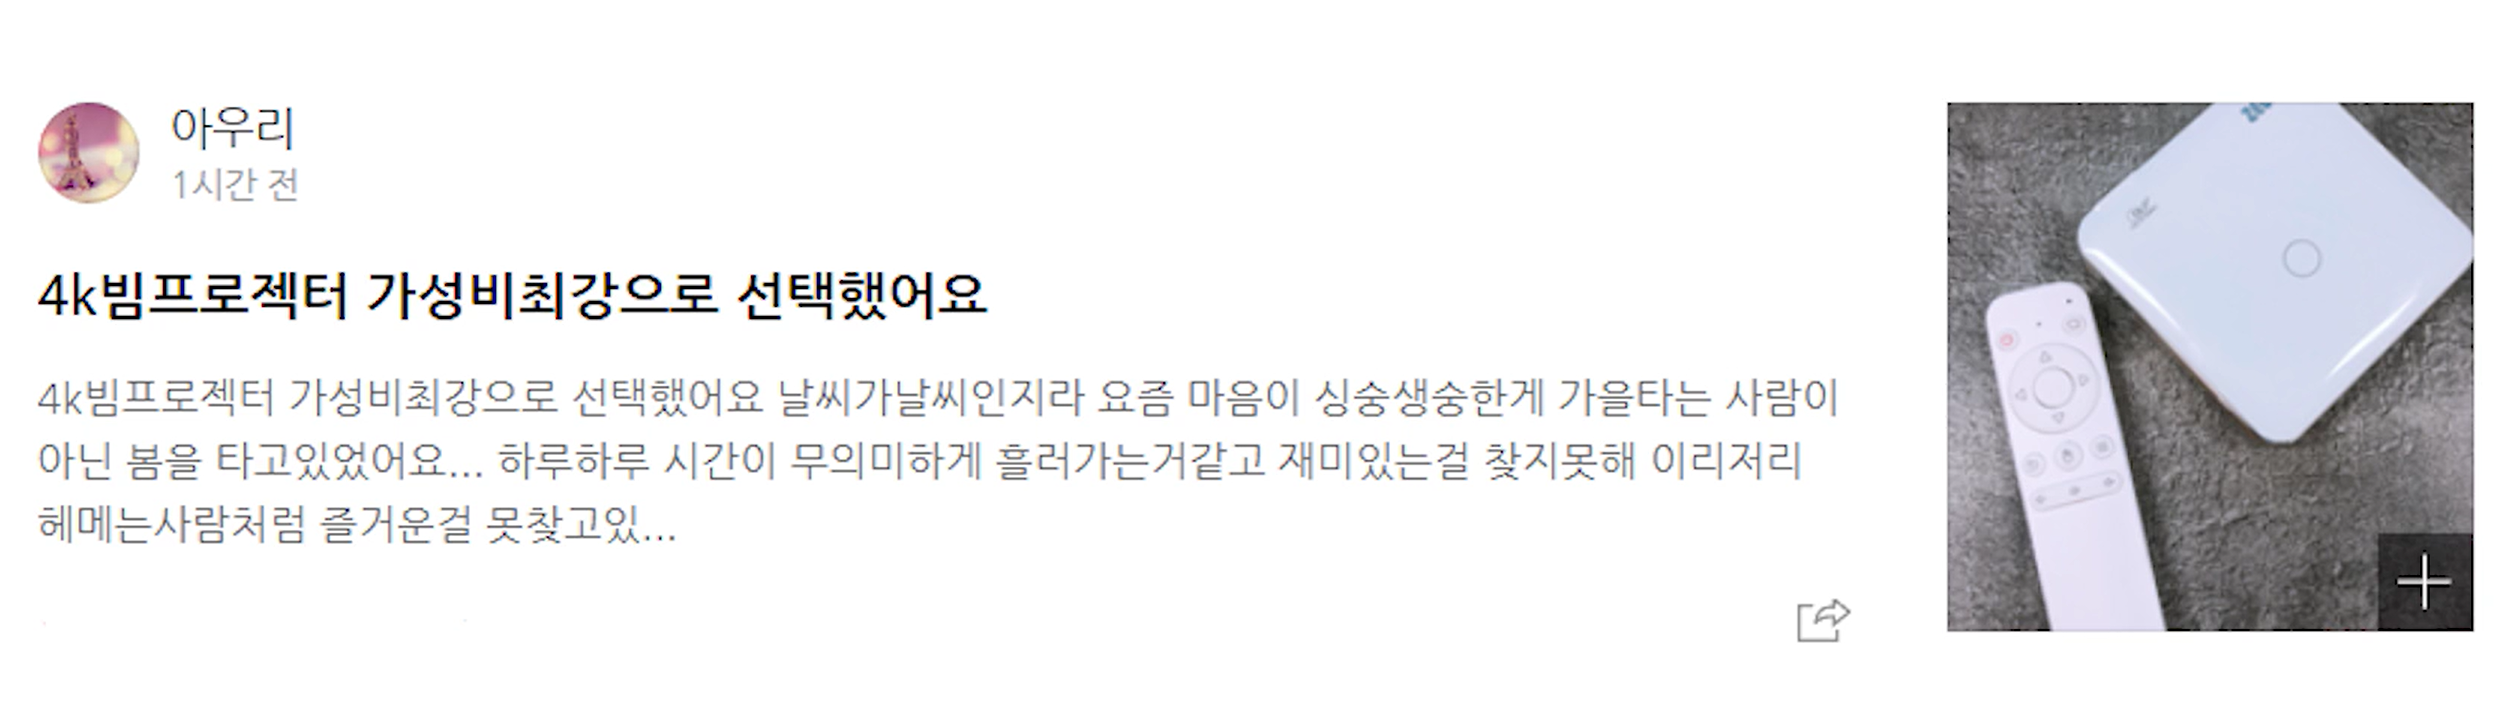 아우리
1시간 전
4k빔프로젝터 가성비최강으로 선택했어요
4k빔프로젝터 가성비최강으로 선택했어요 날씨가날씨인지라 요즘 마음이 싱숭생숭한게 가을타는 사람이
아닌 봄을 타고있었어요... 하루하루 시간이 무의미하게 흘러가는거같고 재미있는걸 찾지못해 이리저리
헤메는사람처럼 즐거운걸 못찾고있...